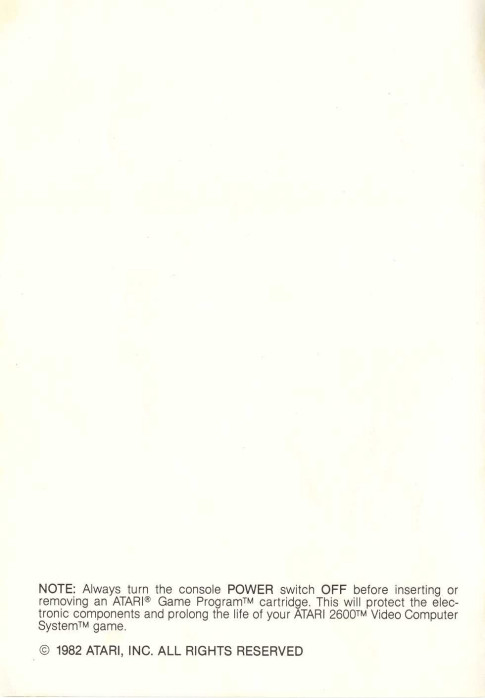 NOTE: Always turn the console POWER switch OFF before inserting or
removing an ATARI® Game Program™ cartridge. This will protect the elec-
tronic components and prolong the life of your ATARI 2600™ Video Computer
System™ game.
© 1982 ATARI, INC. ALL RIGHTS RESERVED